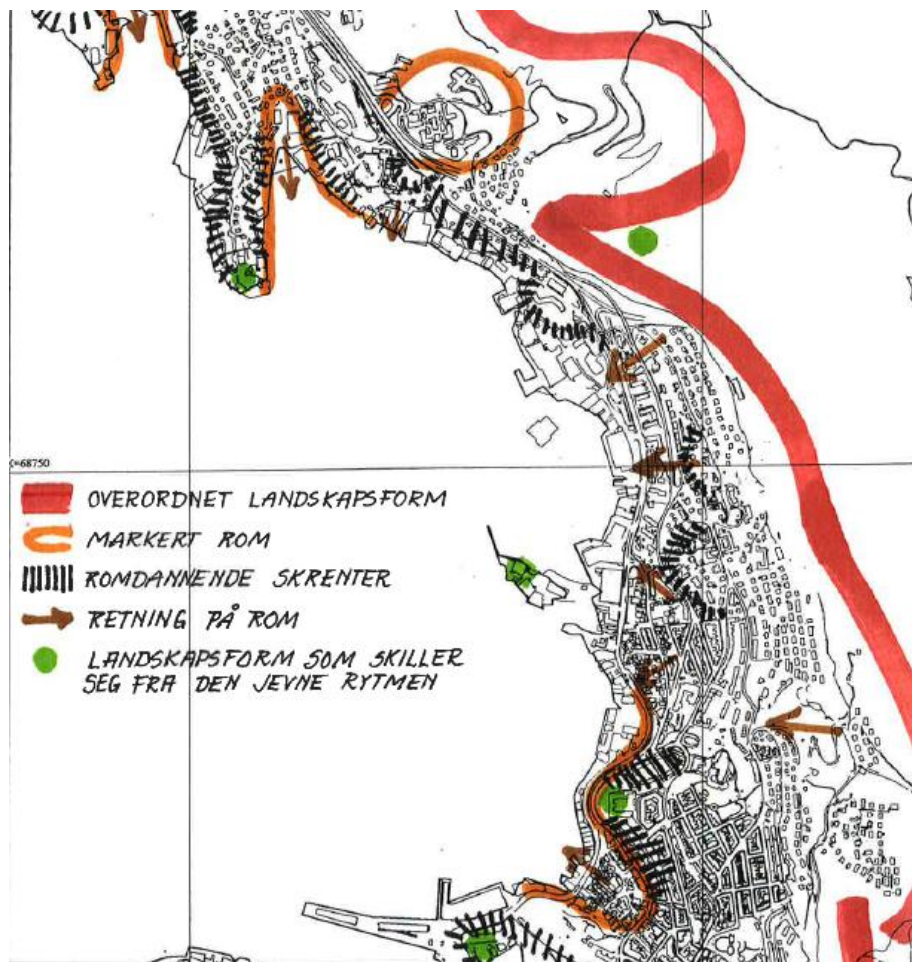 X=68750
OVERORDNET LANDSKAPSFORM
MARKERT ROM
ROMDANNENDE SKRENTER
RETNING PÅ ROM
LANDSKAPSFORM SOM SKILLER
SEG FRA DEN JEVNE RYTMEN